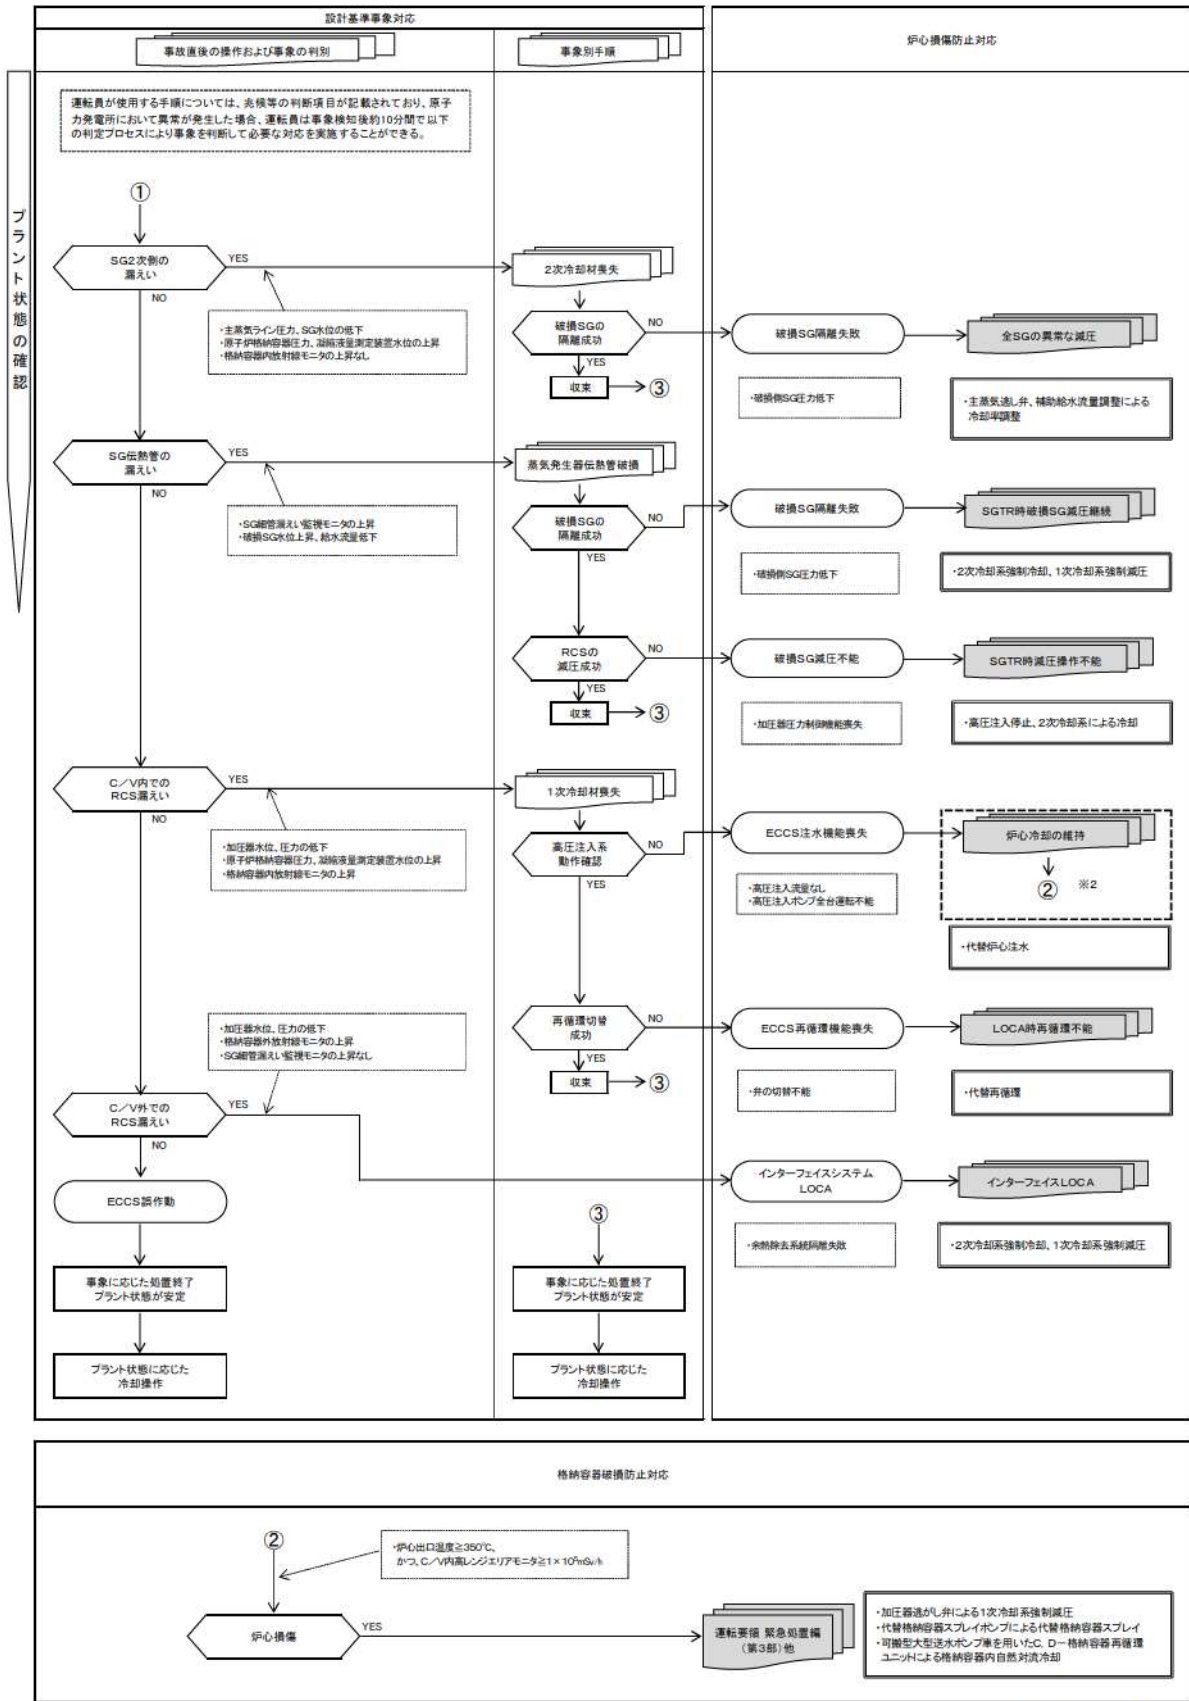 設計基準事象対応
事故直後の操作および事象の判別
事象別手順
炉心損傷防止対応
プラント状態の確認
運転員が使用する手順については、兆候等の判断項目が記載されており、原子
力発電所において異常が発生した場合、運転員は事象検知後約10分間で以下
の判定プロセスにより事象を判断して必要な対応を実施することができる。
①
SG2次側の
漏えい
YES
NO
・主蒸気ライン圧力、SG水位の低下
・原子炉格納容器圧力、凝縮液量測定装置水位の上昇
・格納容器内放射線モニタの上昇なし
2次冷却材喪失
破損SGの
隔離成功
NO
YES
収束
③
破損SG隔離失敗
・破損側SG圧力低下
全SGの異常な減圧
・主蒸気逃し弁、補助給水流量調整による
冷却率調整
SG伝熱管の
漏えい
YES
NO
・SG細管漏えい監視モニタの上昇
・破損SG水位上昇、給水流量低下
蒸気発生器伝熱管破損
破損SGの
隔離成功
NO
YES
破損SG隔離失敗
・破損側SG圧力低下
SGTR時破損SG減圧継続
・2次冷却系強制冷却、1次冷却系強制減圧
RCSの
減圧成功
NO
YES
収束
③
破損SG減圧不能
・加圧器圧力制御機能喪失
SGTR時減圧操作不能
・高圧注入停止、2次冷却系による冷却
C/V内での
RCS漏えい
YES
NO
・加圧器水位、圧力の低下
・原子炉格納容器圧力、凝縮液量測定装置水位の上昇
・格納容器内放射線モニタの上昇
1次冷却材喪失
高圧注入系
動作確認
NO
YES
ECCS注水機能喪失
・高圧注入流量なし
・高圧注入ポンプ全台運転不能
炉心冷却の維持
② ※2
・代替炉心注水
・加圧器水位、圧力の低下
・格納容器外放射線モニタの上昇
・SG細管漏えい監視モニタの上昇なし
再循環切替
成功
NO
YES
収束
③
ECCS再循環機能喪失
・弁の切替不能
LOCA時再循環不能
・代替再循環
C/V外での
RCS漏えい
YES
NO
インターフェイスシステム
LOCA
・余熱除去系統隔離失敗
インターフェイスLOCA
・2次冷却系強制冷却、1次冷却系強制減圧
ECCS誤作動
事象に応じた処置終了
プラント状態が安定
プラント状態に応じた
冷却操作
③
事象に応じた処置終了
プラント状態が安定
プラント状態に応じた
冷却操作
格納容器破損防止対応
②
・炉心出口温度≧350℃、
かつ、C/V内高レンジエリアモニタ≧1×10⁵mSv/h
炉心損傷
YES
運転要領 緊急処置編
(第3部)他
・加圧器逃がし弁による1次冷却系強制減圧
・代替格納容器スプレイポンプによる代替格納容器スプレイ
・可搬型大型送水ポンプ車を用いたC, D－格納容器再循環
ユニットによる格納容器内自然対流冷却